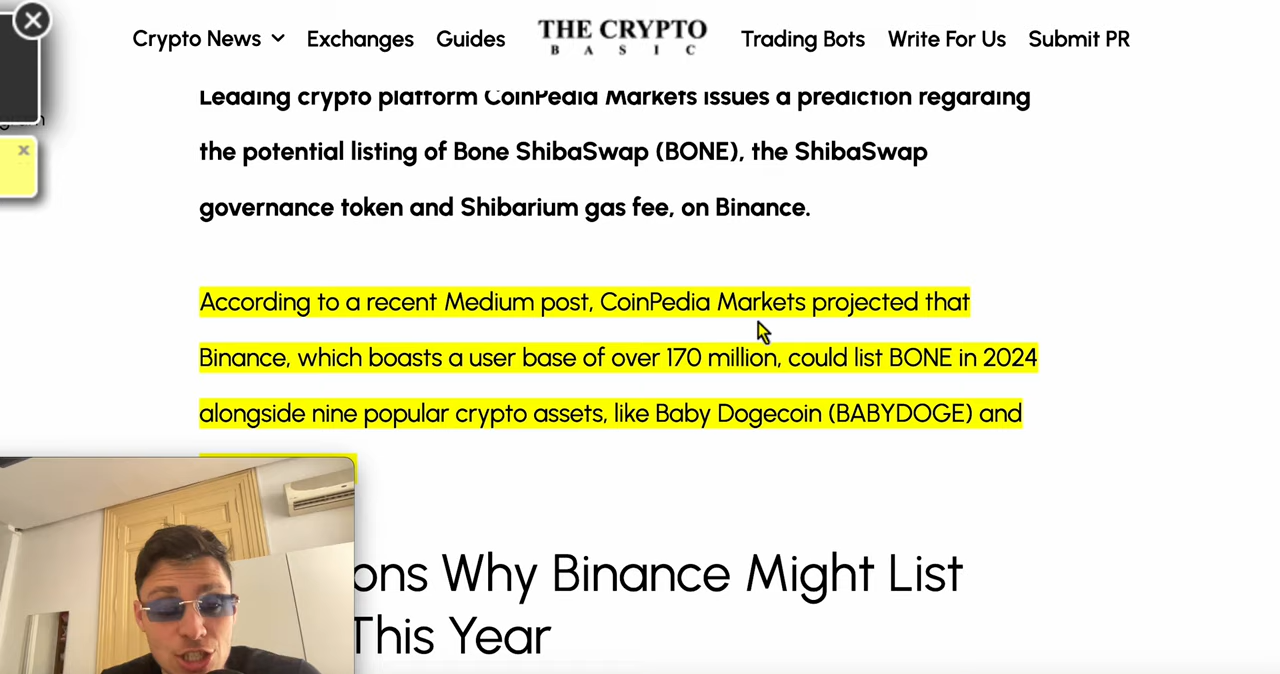 Crypto News Exchanges Guides THE CRYPTO BASIC Trading Bots Write For Us Submit PR
Leading crypto platform CoinPedia Markets issues a prediction regarding
the potential listing of Bone ShibaSwap (BONE), the ShibaSwap
governance token and Shibarium gas fee, on Binance.
According to a recent Medium post, CoinPedia Markets projected that
Binance, which boasts a user base of over 170 million, could list BONE in 2024
alongside nine popular crypto assets, like Baby Dogecoin (BABYDOGE) and
ons Why Binance Might List
This Year